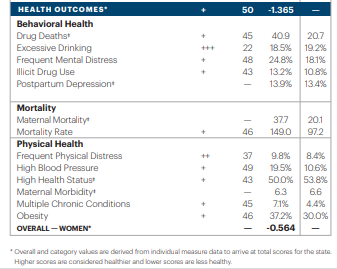 HEALTH OUTCOMES* + 50 -1.365 —
Behavioral Health
Drug Deaths‡ + 45 40.9 20.7
Excessive Drinking +++ 22 18.5% 19.2%
Frequent Mental Distress + 48 24.8% 18.1%
Illicit Drug Use + 43 13.2% 10.8%
Postpartum Depression‡ — 13.9% 13.4%
Mortality
Maternal Mortality‡ — 37.7 20.1
Mortality Rate + 46 149.0 97.2
Physical Health
Frequent Physical Distress ++ 37 9.8% 8.4%
High Blood Pressure + 49 19.5% 10.6%
High Health Status‡ + 43 50.0% 53.8%
Maternal Morbidity‡ — 6.3 6.6
Multiple Chronic Conditions + 45 7.1% 4.4%
Obesity + 46 37.2% 30.0%
OVERALL — WOMEN* — -0.564 —
* Overall and category values are derived from individual measure data to arrive at total scores for the state.
Higher scores are considered healthier and lower scores are less healthy.